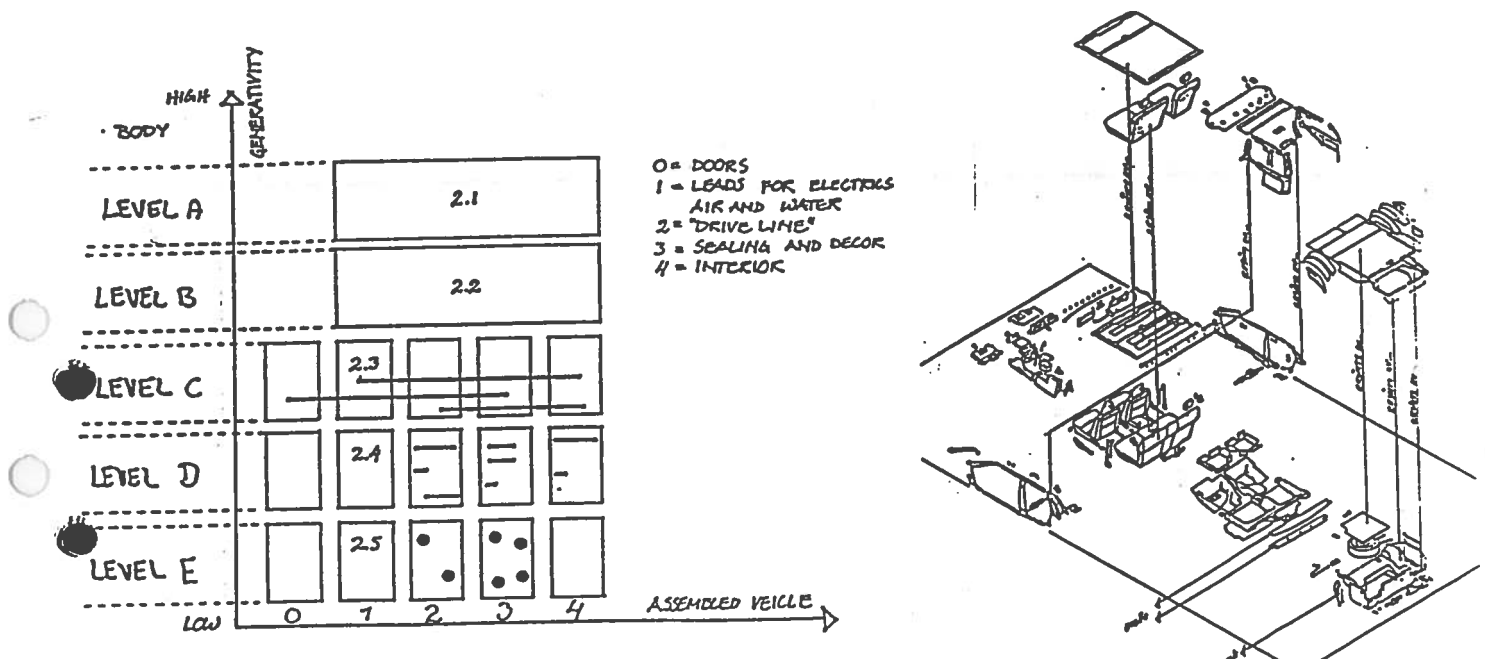 HIGH
GENERATIVITY
· BODY
LEVEL A
2.1
LEVEL B
2.2
LEVEL C
2.3
LEVEL D
2.4
LEVEL E
2.5
LOW
0 1 2 3 4
ASSEMBLED VEICLE
0 = DOORS
1 = LEADS FOR ELECTRICS
AIR AND WATER
2 = "DRIVE LINE"
3 = SEALING AND DECOR
4 = INTERIOR